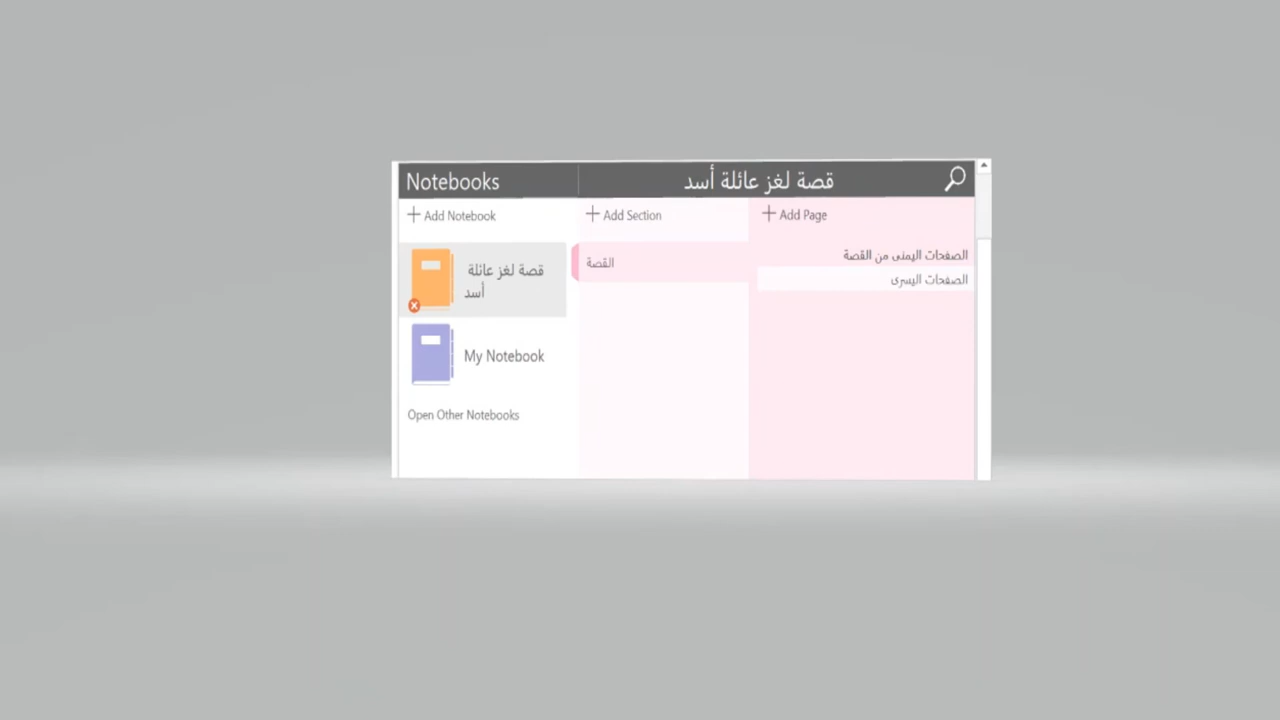 Notebooks
قصة لغز عائلة أسد
+ Add Notebook
+ Add Section
+ Add Page
قصة لغز عائلة
أسد
My Notebook
Open Other Notebooks
القصة
الصفحات اليمنى من القصة
الصفحات اليسرى